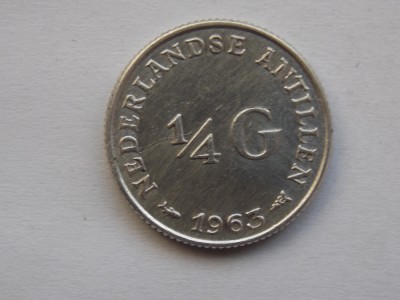 NEDERLANDSE ANTILLEN
1/4 G
1963